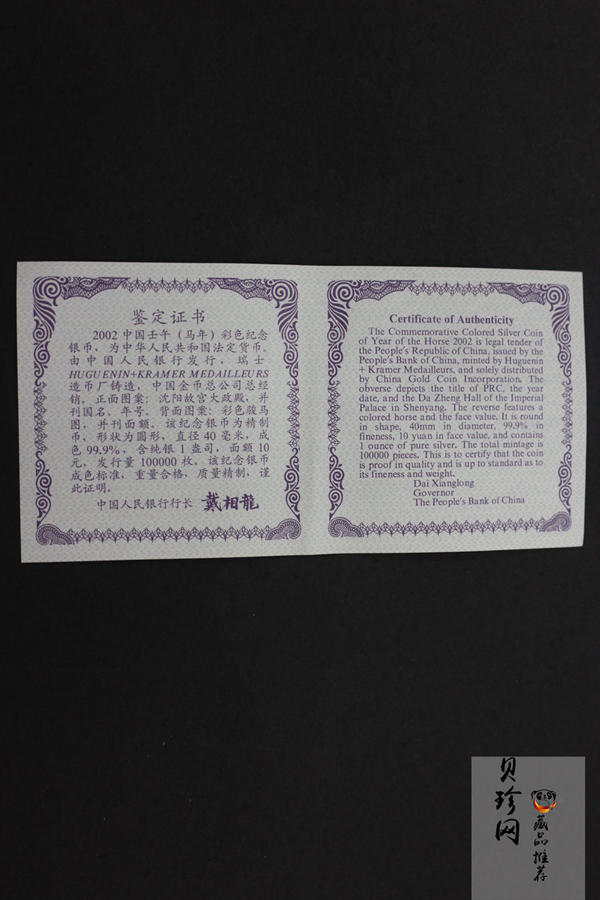 鉴定证书
2002中国壬午(马年)彩色纪念
银币，为中华人民共和国法定货币，
由中国人民银行发行，瑞士
HUGUENIN+KRAMER MEDAILLEURS
造币厂铸造，中国金币总公司总经
销。正面图案：沈阳故宫大政殿，并
刊国名、年号。背面图案：彩色骏马
图，并刊面额。该纪念银币为精制
币，形状为圆形，直径40毫米，成
色99.9%，含纯银1盎司，面额10
元，发行量100000枚。该纪念银币
成色标准，重量合格，质量精制，谨
此证明。
中国人民银行行长 戴相龍
Certificate of Authenticity
The Commemorative Colored Silver Coin
of Year of the Horse 2002 is legal tender of
the People's Republic of China, issued by the
People's Bank of China, minted by Huguenin
+ Kramer Medailleurs, and solely distributed
by China Gold Coin Incorporation. The
obverse depicts the title of PRC, the year
date, and the Da Zheng Hall of the Imperial
Palace in Shenyang. The reverse features a
colored horse and the face value. It is round
in shape, 40mm in diameter, 99.9% in
fineness, 10 yuan in face value, and contains
1 ounce of pure silver. The total mintage is
100000 pieces. This is to certify that the coin
is proof in quality and is up to standard as to
its fineness and weight.
Dai Xianglong
Governor
The People's Bank of China
贝珍网
藏品推荐